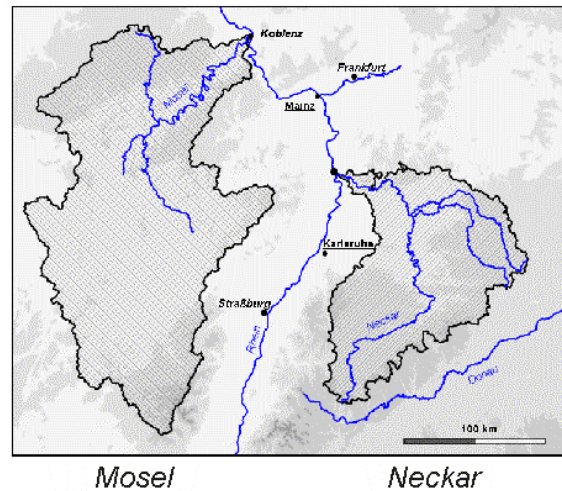 Koblenz
Frankfurt
Mosel
Mainz
Karlsruhe
Straßburg
Rhein
Neckar
Donau
100 km
Mosel
Neckar